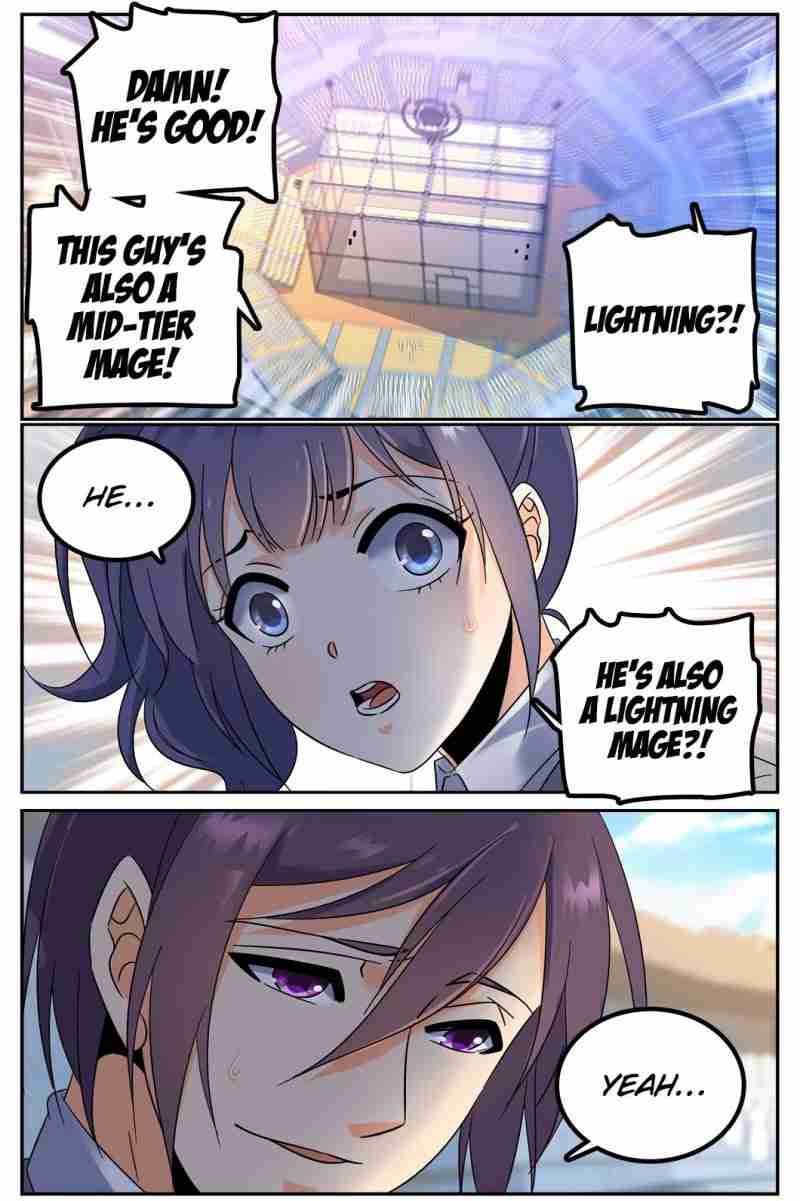 DAMN!
HE'S GOOD!
THIS GUY'S
ALSO A
MID-TIER
MAGE!
LIGHTNING?!
HE...
HE'S ALSO
A LIGHTNING
MAGE?!
YEAH...